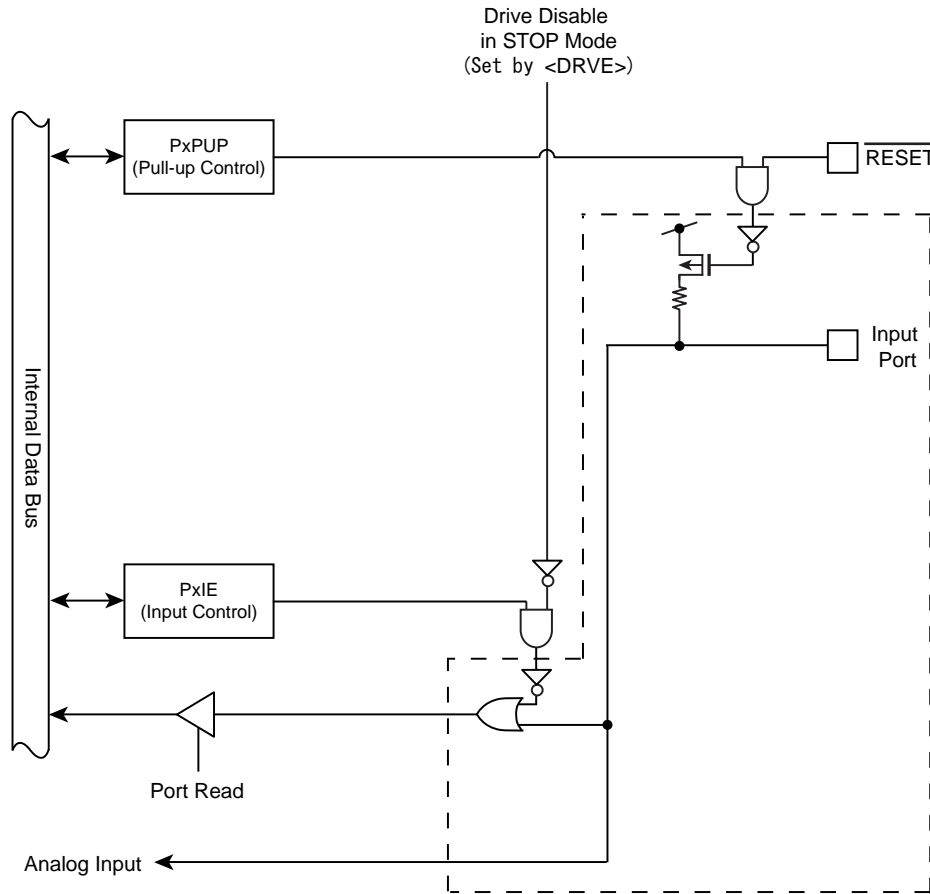 Drive Disable
in STOP Mode
(Set by <DRVE>)
PxPUP
(Pull-up Control)
RESET
Input
Port
Internal Data Bus
PxIE
(Input Control)
Port Read
Analog Input